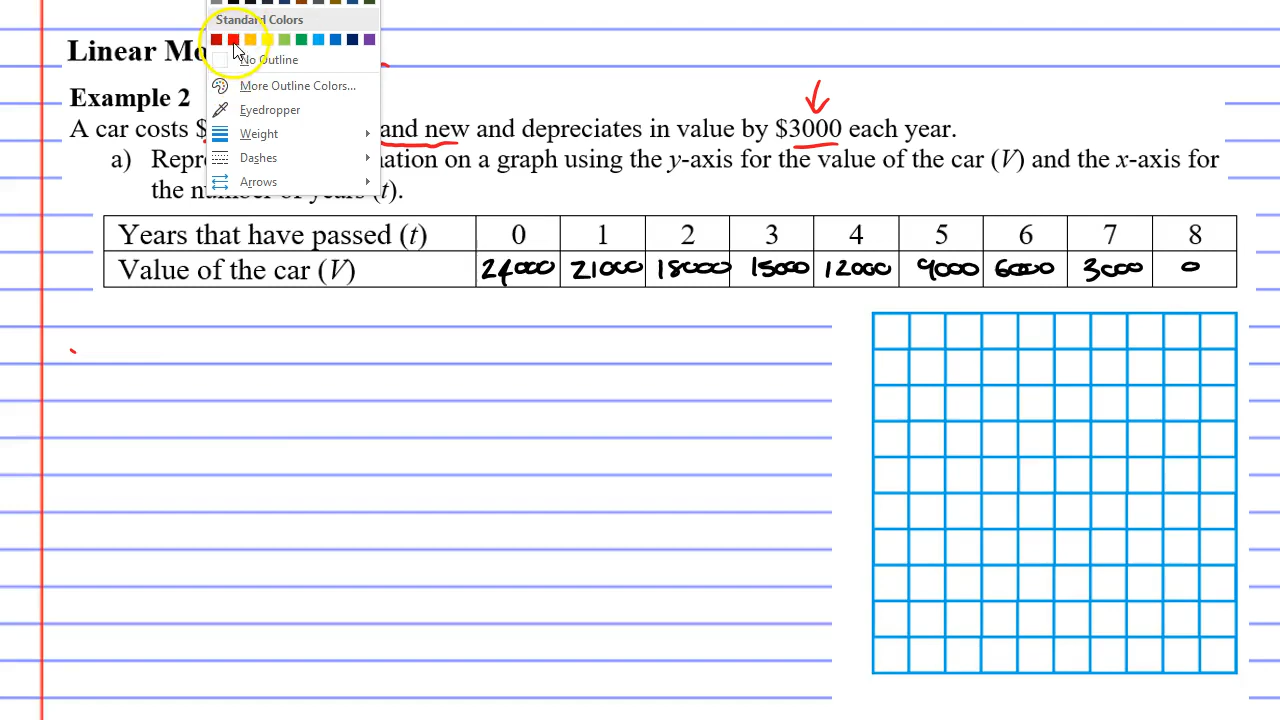 Standard Colors
Linear Mo
No Outline
More Outline Colors...
Example 2
Eyedropper
A car costs $ and new and depreciates in value by $3000 each year.
Weight
a) Repr ation on a graph using the y-axis for the value of the car (V) and the x-axis for
Dashes
Arrows
the number of years (t).
Years that have passed (t) 0 1 2 3 4 5 6 7 8
Value of the car (V) 24000 21000 18000 15000 12000 9000 6000 3000 0